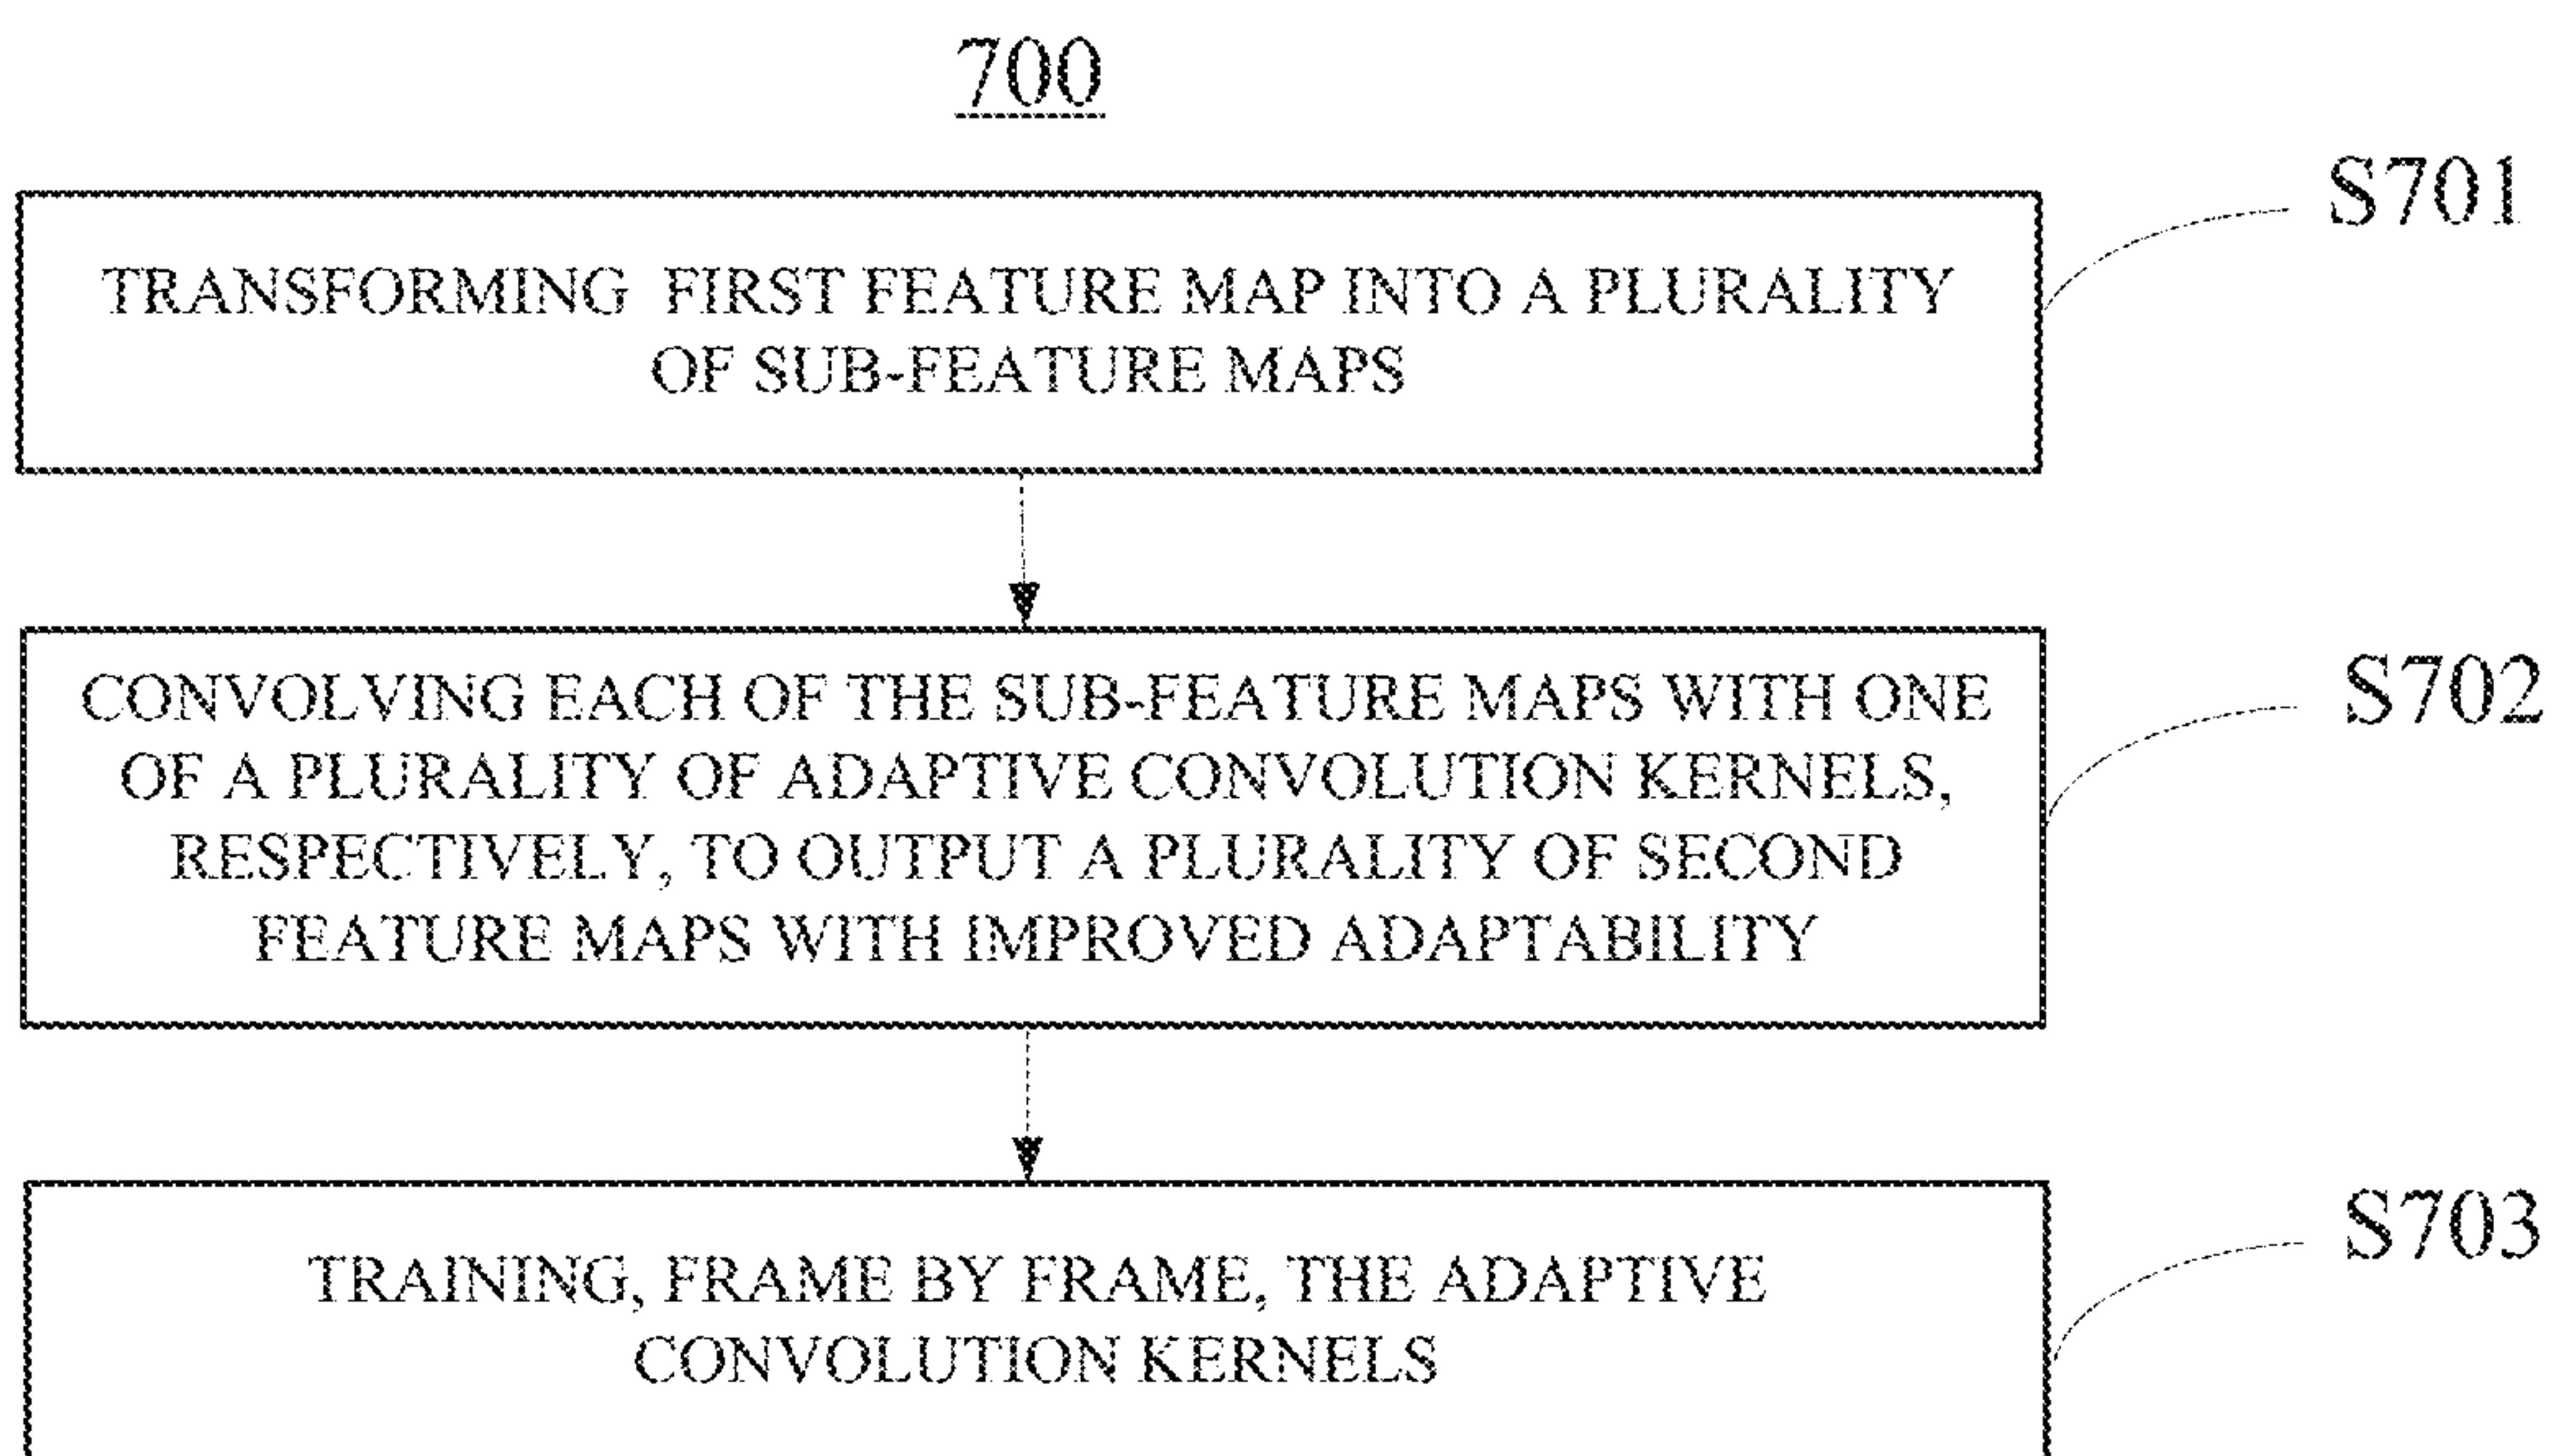 700
S701
TRANSFORMING FIRST FEATURE MAP INTO A PLURALITY
OF SUB-FEATURE MAPS
S702
CONVOLVING EACH OF THE SUB-FEATURE MAPS WITH ONE
OF A PLURALITY OF ADAPTIVE CONVOLUTION KERNELS,
RESPECTIVELY, TO OUTPUT A PLURALITY OF SECOND
FEATURE MAPS WITH IMPROVED ADAPTABILITY
S703
TRAINING, FRAME BY FRAME, THE ADAPTIVE
CONVOLUTION KERNELS